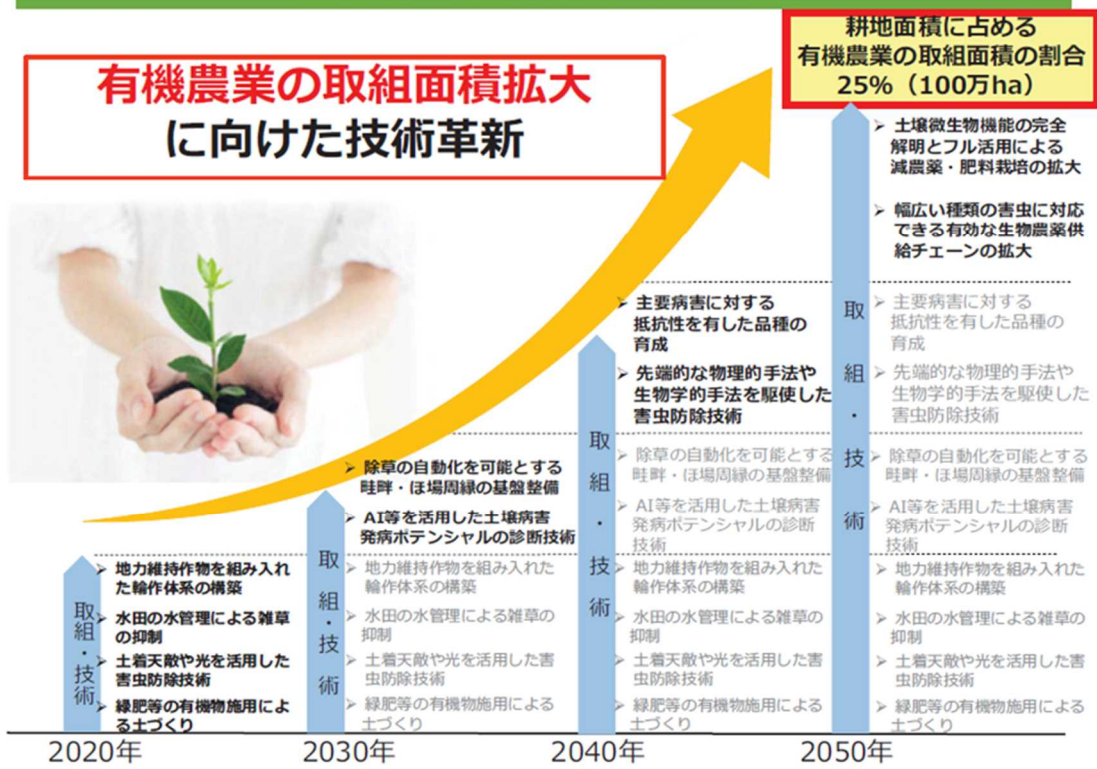 有機農業の取組面積拡大
に向けた技術革新
耕地面積に占める
有機農業の取組面積の割合
25%（100万ha）
取組・技術
➢ 地力維持作物を組み入れ
た輪作体系の構築
➢ 水田の水管理による雑草
の抑制
➢ 土着天敵や光を活用した
害虫防除技術
➢ 緑肥等の有機物施用によ
る土づくり
2020年
取組・技術
➢ 除草の自動化を可能とする
畦畔・ほ場周縁の基盤整備
➢ AI等を活用した土壌病害
発病ポテンシャルの診断技術
➢ 地力維持作物を組み入れた
輪作体系の構築
➢ 水田の水管理による雑草の
抑制
➢ 土着天敵や光を活用した害
虫防除技術
➢ 緑肥等の有機物施用による
土づくり
2030年
取組・技術
➢ 主要病害に対する
抵抗性を有した品種の
育成
➢ 先端的な物理的手法や
生物学的手法を駆使した
害虫防除技術
➢ 除草の自動化を可能とする
畦畔・ほ場周縁の基盤整備
➢ AI等を活用した土壌病害
発病ポテンシャルの診断
技術
➢ 地力維持作物を組み入れた
輪作体系の構築
➢ 水田の水管理による雑草の
抑制
➢ 土着天敵や光を活用した害
虫防除技術
➢ 緑肥等の有機物施用による
土づくり
2040年
取組・技術
➢ 土壌微生物機能の完全
解明とフル活用による
減農薬・肥料栽培の拡大
➢ 幅広い種類の害虫に対応
できる有効な生物農薬供
給チェーンの拡大
➢ 主要病害に対する
抵抗性を有した品種の
育成
➢ 先端的な物理的手法や
生物学的手法を駆使した
害虫防除技術
➢ 除草の自動化を可能とする
畦畔・ほ場周縁の基盤整備
➢ AI等を活用した土壌病害
発病ポテンシャルの診断
技術
➢ 地力維持作物を組み入れた
輪作体系の構築
➢ 水田の水管理による雑草の
抑制
➢ 土着天敵や光を活用した害
虫防除技術
➢ 緑肥等の有機物施用による
土づくり
2050年